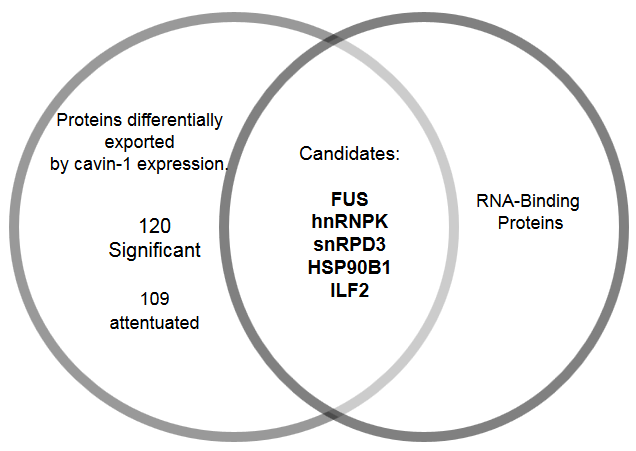 Proteins differentially
exported
by cavin-1 expression.
120
Significant
109
attentuated
Candidates:
FUS
hnRNPK
snRPD3
HSP90B1
ILF2
RNA-Binding
Proteins